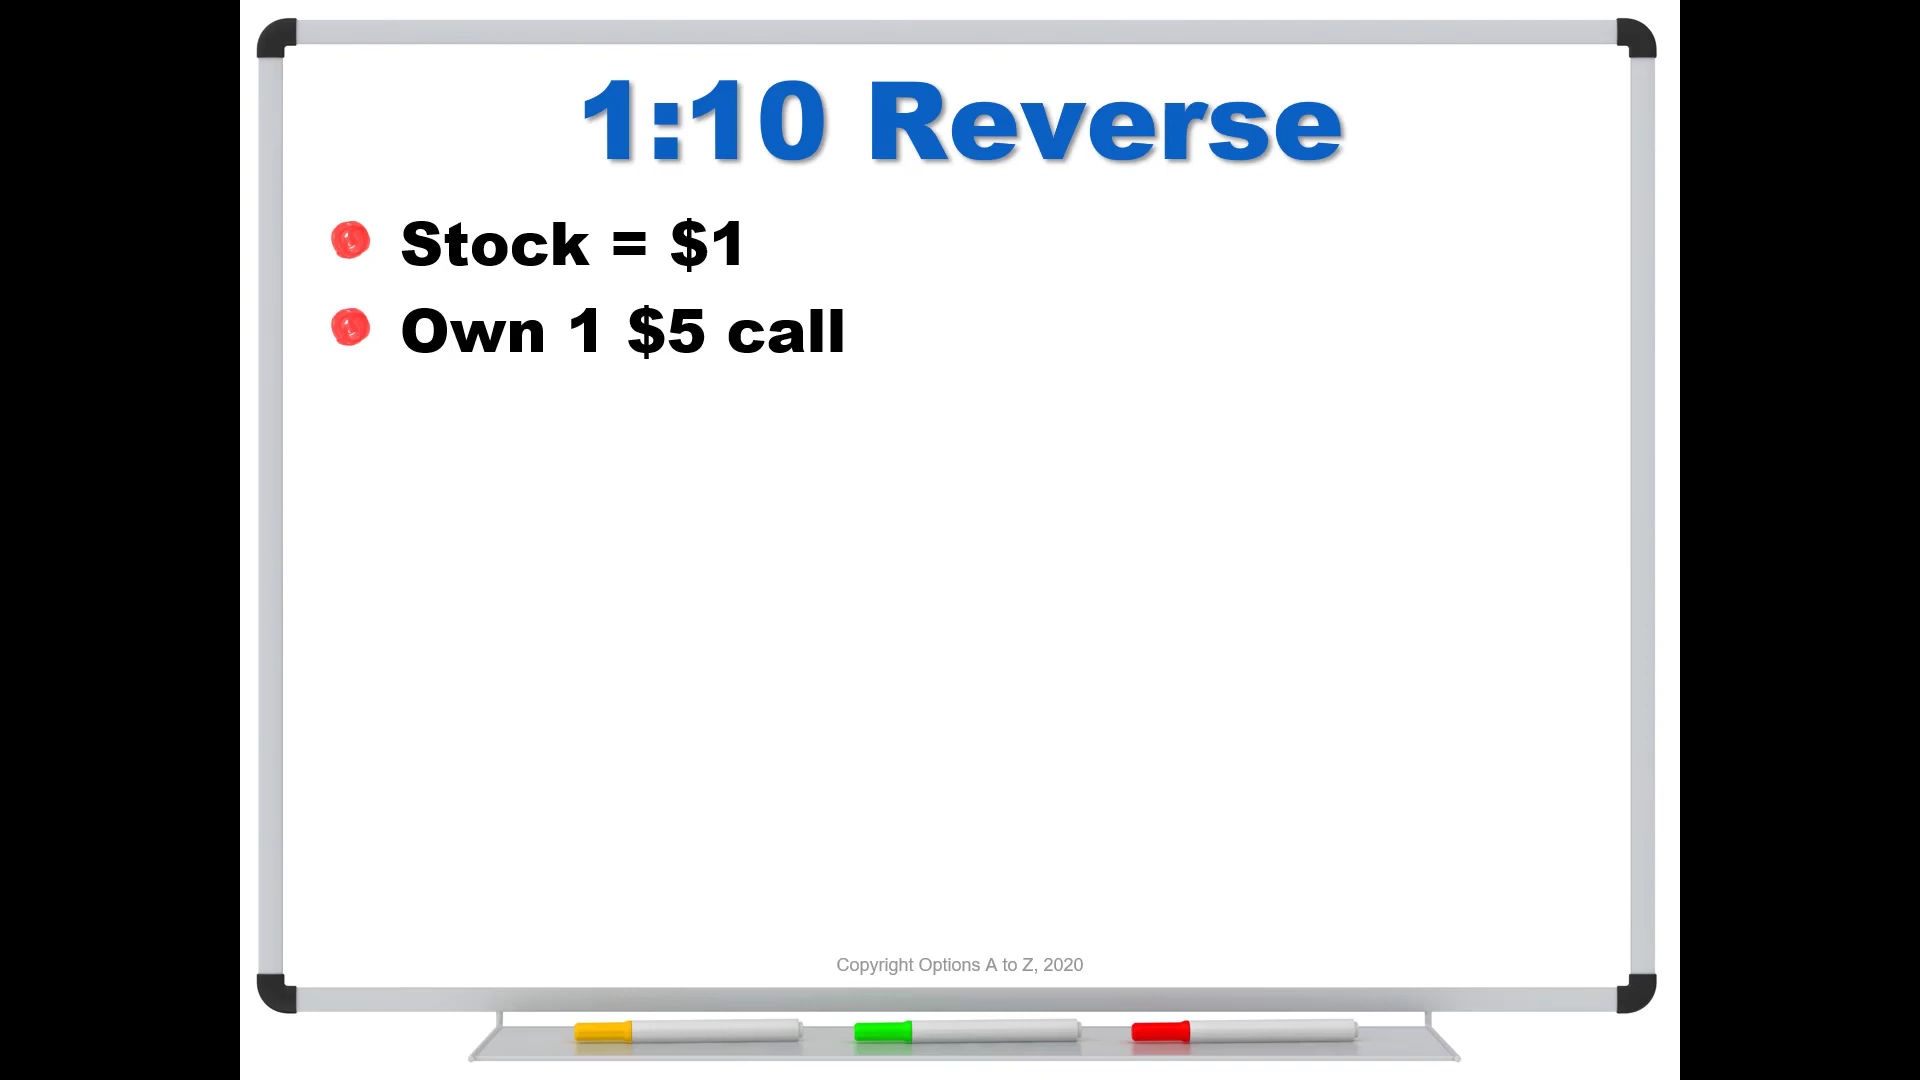 1:10 Reverse
Stock = $1
Own 1 $5 call
Copyright Options A to Z, 2020